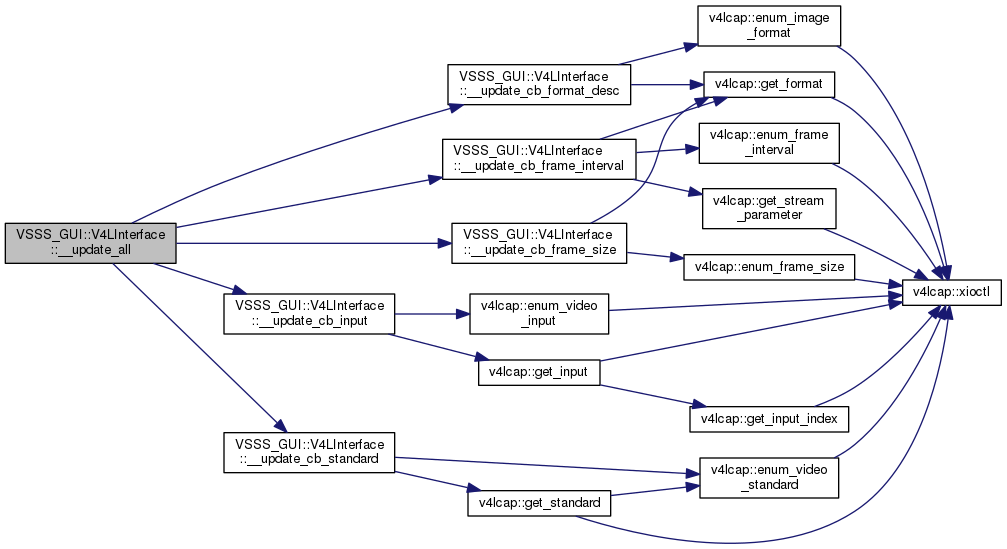 v4lcap::enum_image
_format
VSSS_GUI::V4LInterface
::__update_cb_format_desc
v4lcap::get_format
v4lcap::enum_frame
_interval
VSSS_GUI::V4LInterface
::__update_cb_frame_interval
v4lcap::get_stream
_parameter
VSSS_GUI::V4LInterface
::__update_all
VSSS_GUI::V4LInterface
::__update_cb_frame_size
v4lcap::enum_frame_size
v4lcap::xioctl
VSSS_GUI::V4LInterface
::__update_cb_input
v4lcap::enum_video
_input
v4lcap::get_input
v4lcap::get_input_index
VSSS_GUI::V4LInterface
::__update_cb_standard
v4lcap::enum_video
_standard
v4lcap::get_standard